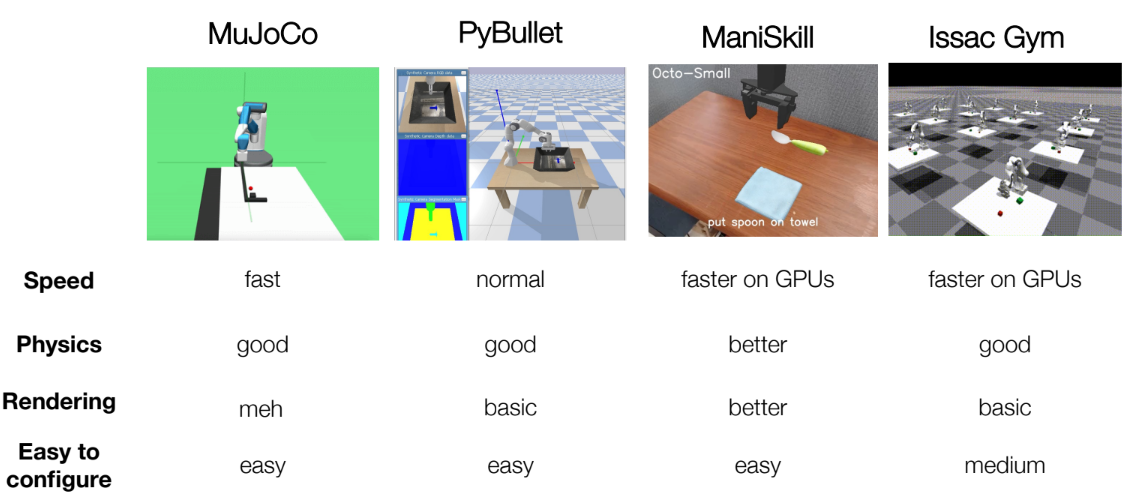 MuJoCo PyBullet ManiSkill Issac Gym
Octo-Small
put spoon on towel
Speed fast normal faster on GPUs faster on GPUs
Physics good good better good
Rendering meh basic better basic
Easy to
configure easy easy easy medium